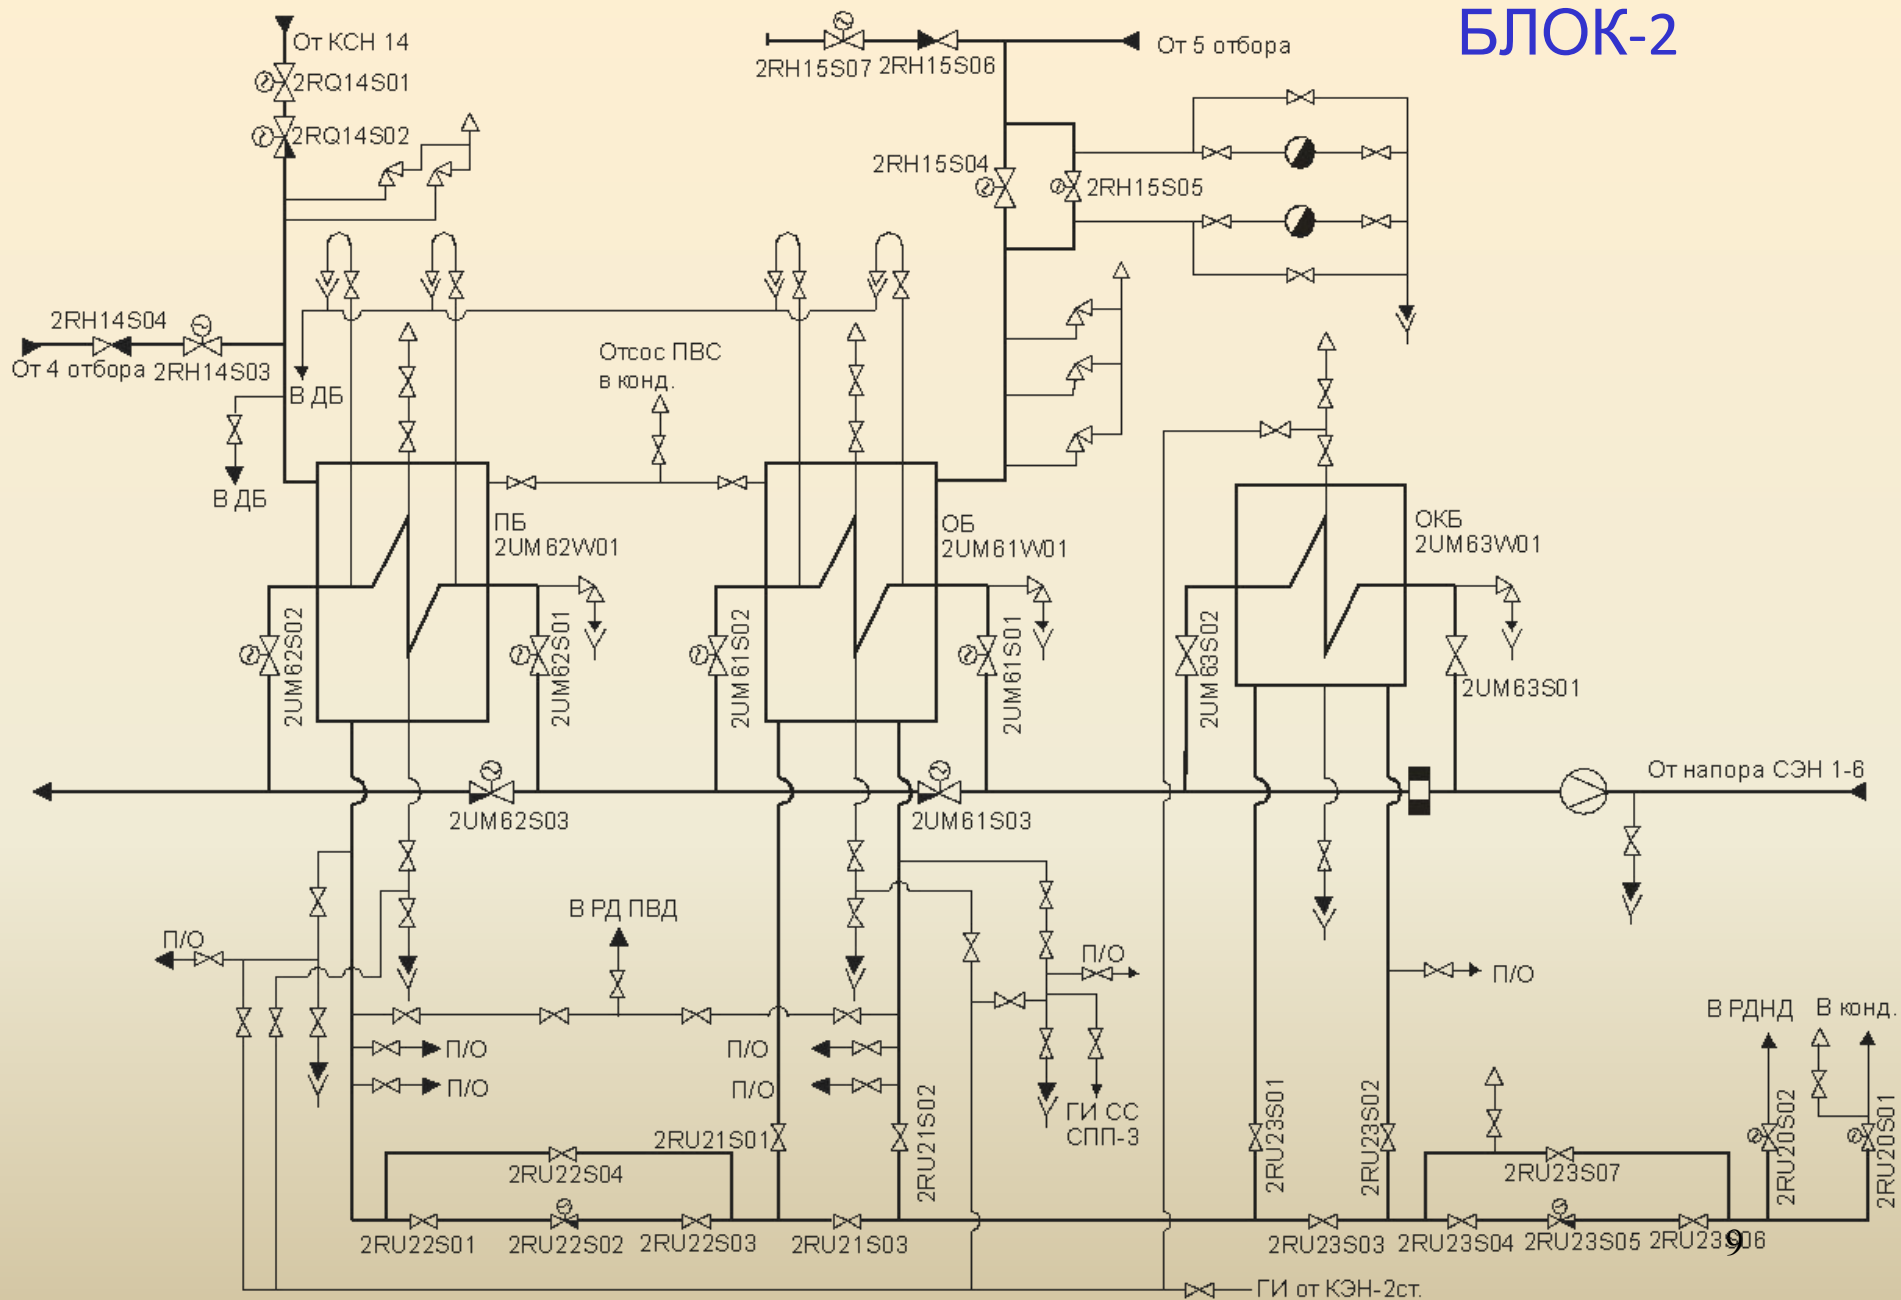 БЛОК-2
От КСН 14
От 5 отбора
2RH15S07
2RH15S06
2RQ14S01
2RQ14S02
2RH15S04
2RH15S05
2RH14S04
От 4 отбора
2RH14S03
В ДБ
В ДБ
Отсос ПВС
в конд.
ПБ
2UM62W01
ОБ
2UM61W01
ОКБ
2UM63W01
2UM62S02
2UM62S01
2UM61S02
2UM61S01
2UM63S02
2UM63S01
2UM62S03
2UM61S03
От напора СЭН 1-6
В РД ПВД
П/О
П/О
П/О
П/О
П/О
П/О
П/О
ГИ СС
СПП-3
В РДНД
В конд.
2RU21S01
2RU21S02
2RU23S01
2RU23S02
2RU20S02
2RU20S01
2RU22S04
2RU23S07
2RU22S01
2RU22S02
2RU22S03
2RU21S03
2RU23S03
2RU23S04
2RU23S05
2RU23S06
9
ГИ от КЭН-2ст.